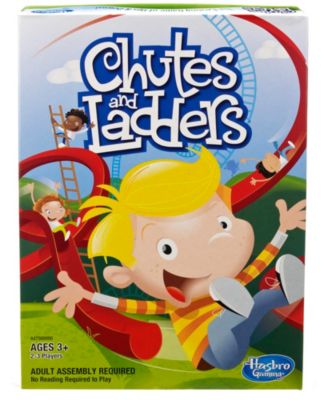 Chutes
and
Ladders
AGES 3+
2-3 Players
ADULT ASSEMBLY REQUIRED
No Reading Required to Play
Hasbro
Gaming